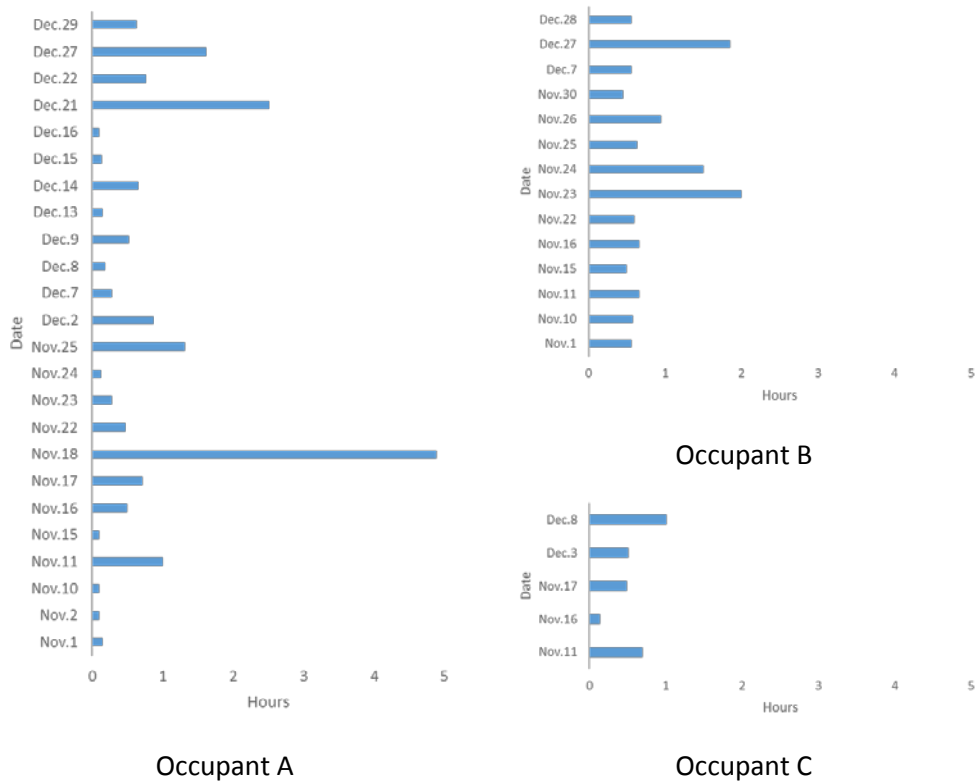 Dec.29
Dec.27
Dec.22
Dec.21
Dec.16
Dec.15
Dec.14
Dec.13
Dec.9
Dec.8
Dec.7
Dec.2
Nov.25
Nov.24
Nov.23
Nov.22
Nov.18
Nov.17
Nov.16
Nov.15
Nov.11
Nov.10
Nov.2
Nov.1
Date
0 1 2 3 4 5
Hours
Occupant A
Dec.28
Dec.27
Dec.7
Nov.30
Nov.26
Nov.25
Nov.24
Nov.23
Nov.22
Nov.16
Nov.15
Nov.11
Nov.10
Nov.1
Date
0 1 2 3 4 5
Hours
Occupant B
Dec.8
Dec.3
Nov.17
Nov.16
Nov.11
Date
0 1 2 3 4 5
Hours
Occupant C